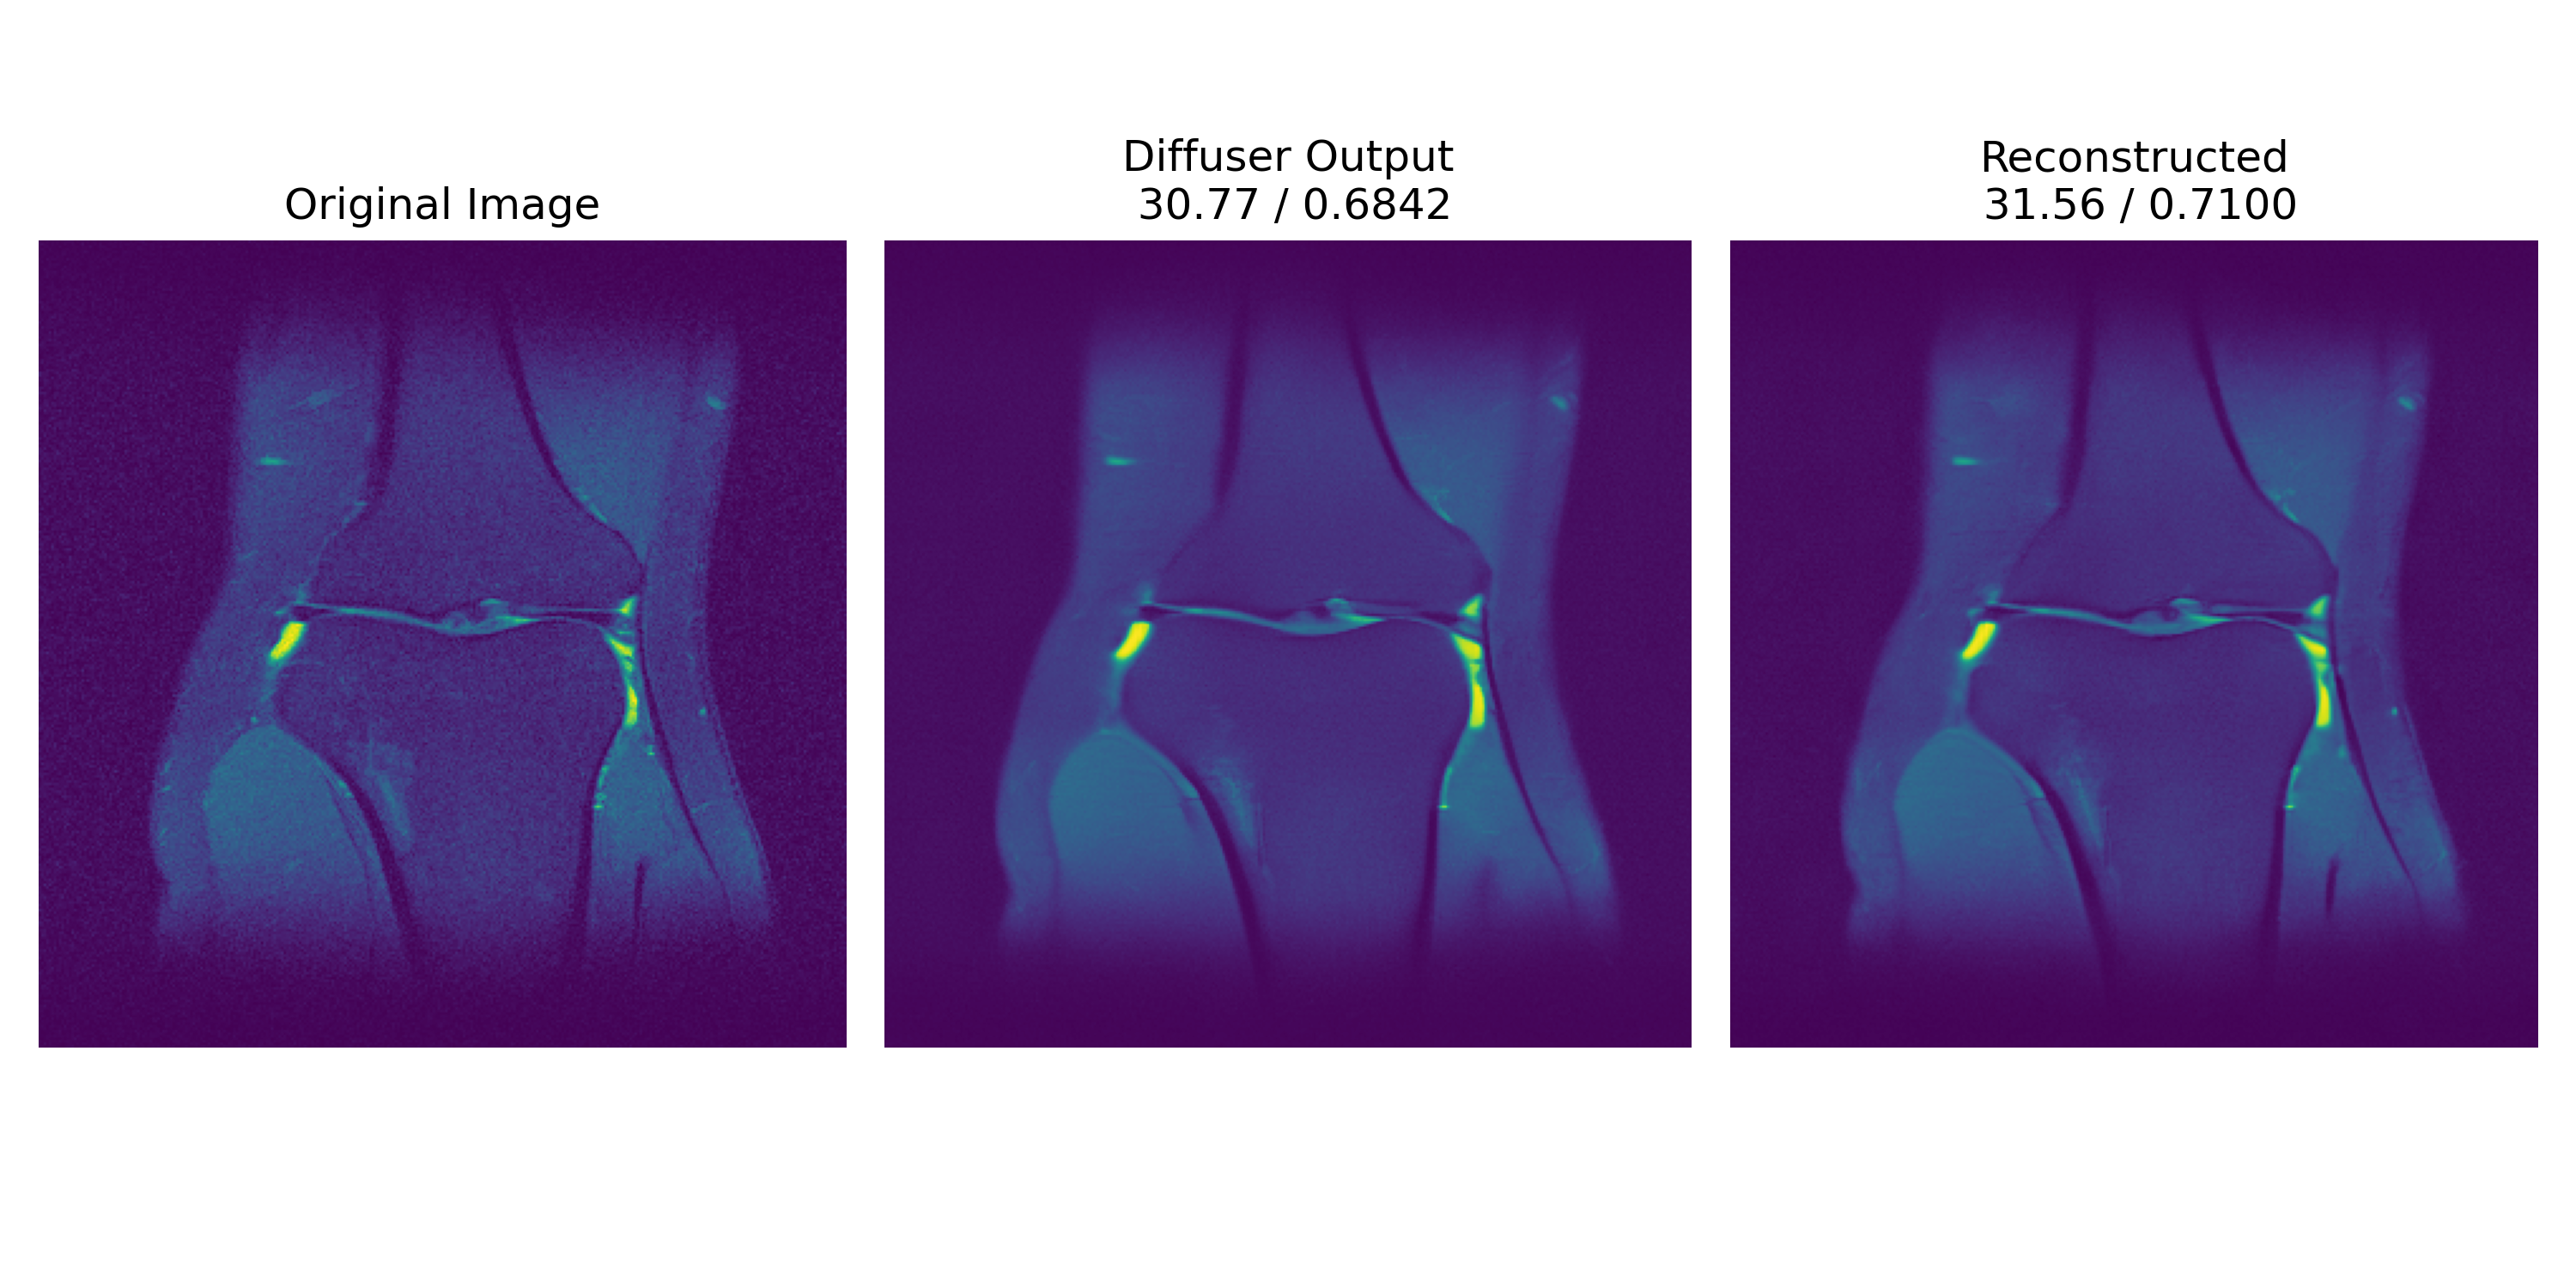 Original Image
Diffuser Output
30.77 / 0.6842
Reconstructed
31.56 / 0.7100